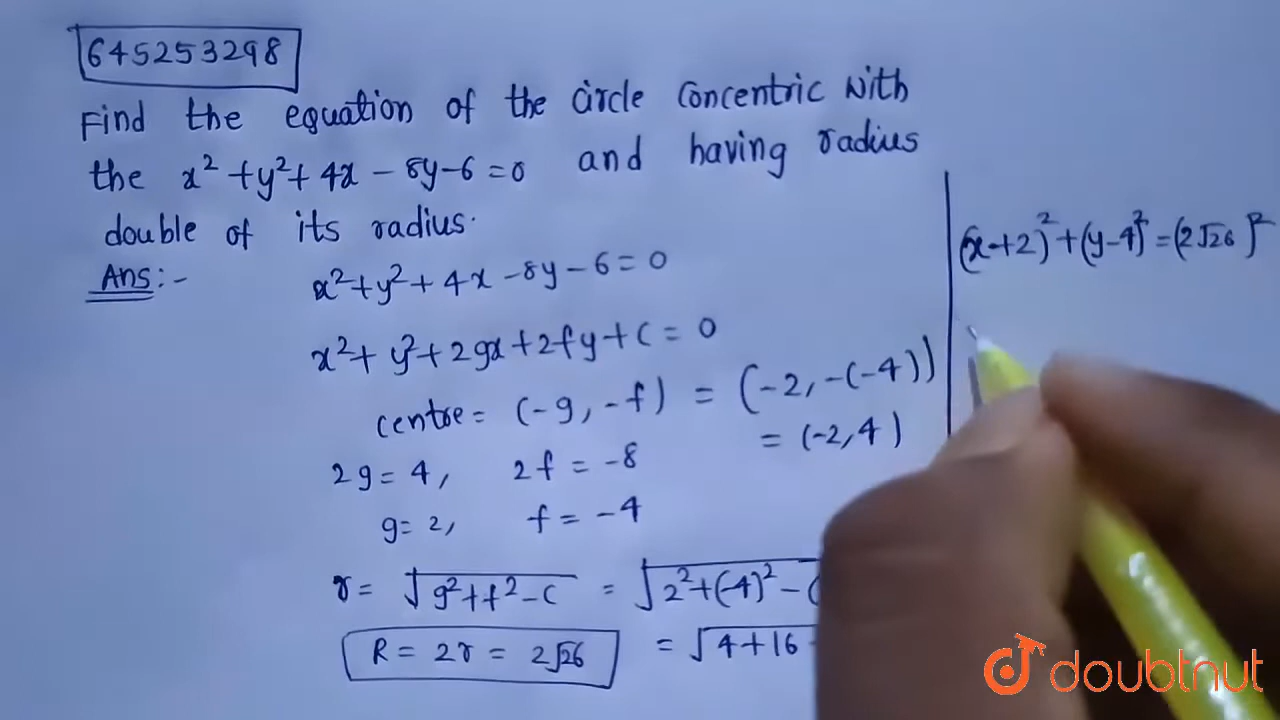 645253298
Find the equation of the circle concentric with
the x² + y² + 4x - 8y - 6 = 0 and having radius
double of its radius.
Ans:-
x² + y² + 4x - 8y - 6 = 0
x² + y² + 2gx + 2fy + c = 0
centre = (-g, -f) = (-2, -(-4))
= (-2, 4)
2g = 4, 2f = -8
g = 2, f = -4
r = √g² + f² - c = √2² + (-4)² - (
R = 2r = 2√26 = √4 + 16
(x+2)² + (y-4)² = (2√26)²
doubtnut